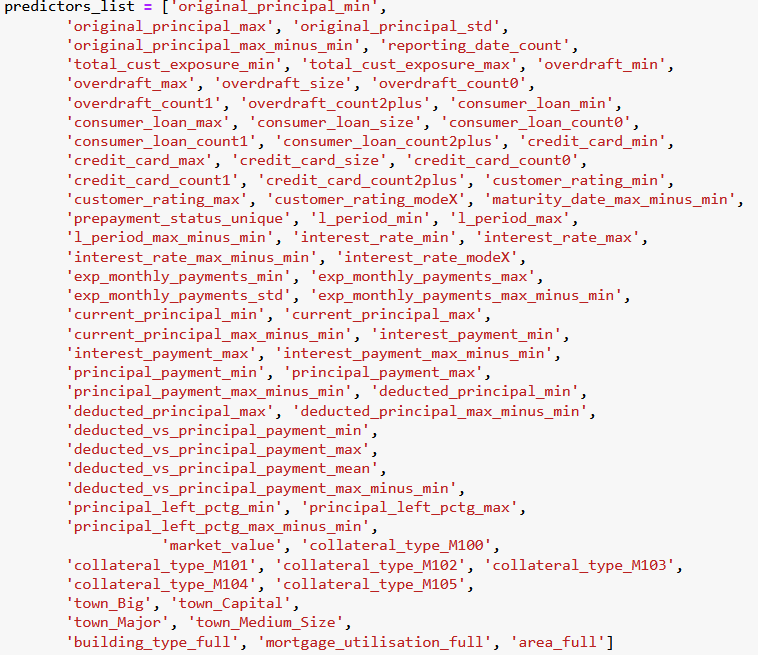 predictors_list = ['original_principal_min',
'original_principal_max', 'original_principal_std',
'original_principal_max_minus_min', 'reporting_date_count',
'total_cust_exposure_min', 'total_cust_exposure_max', 'overdraft_min',
'overdraft_max', 'overdraft_size', 'overdraft_count0',
'overdraft_count1', 'overdraft_count2plus', 'consumer_loan_min',
'consumer_loan_max', 'consumer_loan_size', 'consumer_loan_count0',
'consumer_loan_count1', 'consumer_loan_count2plus', 'credit_card_min',
'credit_card_max', 'credit_card_size', 'credit_card_count0',
'credit_card_count1', 'credit_card_count2plus', 'customer_rating_min',
'customer_rating_max', 'customer_rating_modeX', 'maturity_date_max_minus_min',
'prepayment_status_unique', 'l_period_min', 'l_period_max',
'l_period_max_minus_min', 'interest_rate_min', 'interest_rate_max',
'interest_rate_max_minus_min', 'interest_rate_modeX',
'exp_monthly_payments_min', 'exp_monthly_payments_max',
'exp_monthly_payments_std', 'exp_monthly_payments_max_minus_min',
'current_principal_min', 'current_principal_max',
'current_principal_max_minus_min', 'interest_payment_min',
'interest_payment_max', 'interest_payment_max_minus_min',
'principal_payment_min', 'principal_payment_max',
'principal_payment_max_minus_min', 'deducted_principal_min',
'deducted_principal_max', 'deducted_principal_max_minus_min',
'deducted_vs_principal_payment_min',
'deducted_vs_principal_payment_max',
'deducted_vs_principal_payment_mean',
'deducted_vs_principal_payment_max_minus_min',
'principal_left_pctg_min', 'principal_left_pctg_max',
'principal_left_pctg_max_minus_min',
'market_value', 'collateral_type_M100',
'collateral_type_M101', 'collateral_type_M102', 'collateral_type_M103',
'collateral_type_M104', 'collateral_type_M105',
'town_Big', 'town_Capital',
'town_Major', 'town_Medium_Size',
'building_type_full', 'mortgage_utilisation_full', 'area_full']